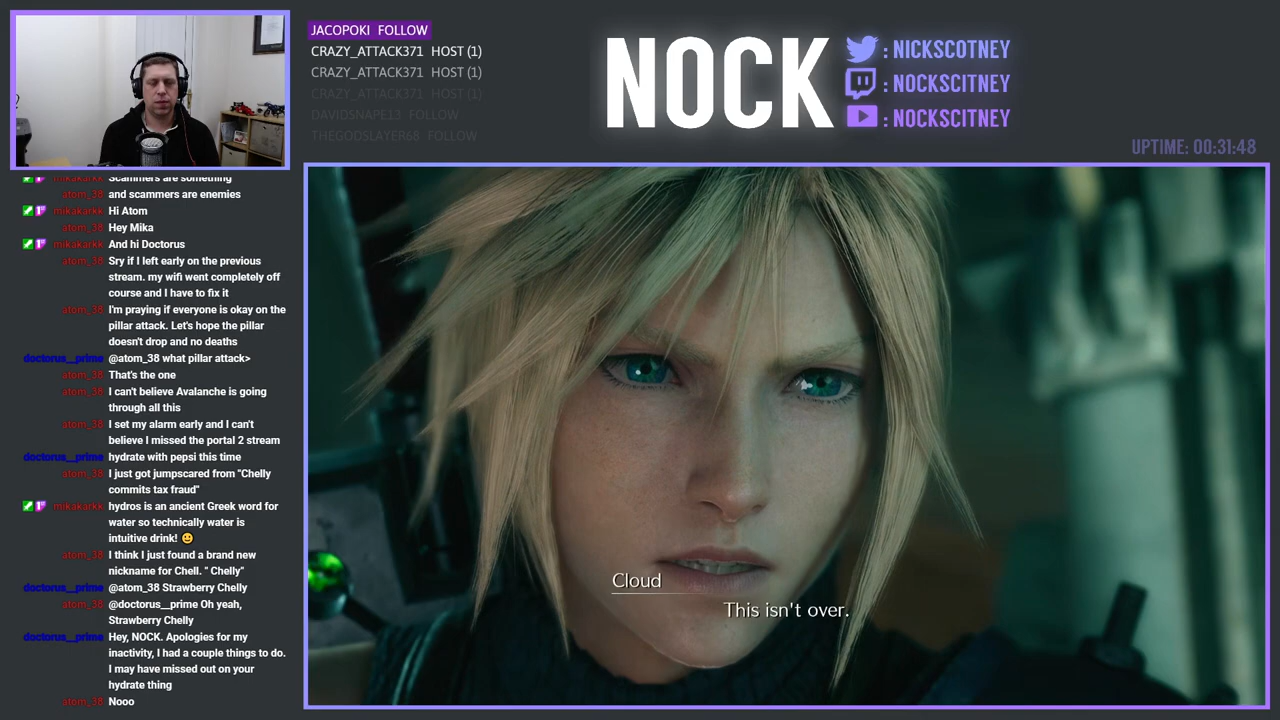 JACOPOKI FOLLOW
CRAZY_ATTACK371 HOST (1)
CRAZY_ATTACK371 HOST (1)
CRAZY_ATTACK371 HOST (1)
DAVIDSNAPE13 FOLLOW
THEGODSLAYER68 FOLLOW
NOCK
: NICKSCOTNEY
: NOCKSCITNEY
: NOCKSCITNEY
UPTIME: 00:31:48
mikakarkk Scammers are something
atom_38 and scammers are enemies
mikakarkk Hi Atom
atom_38 Hey Mika
mikakarkk And hi Doctorus
atom_38 Sry if I left early on the previous
stream. my wifi went completely off
course and I have to fix it
atom_38 I'm praying if everyone is okay on the
pillar attack. Let's hope the pillar
doesn't drop and no deaths
doctorus__prime @atom_38 what pillar attack>
atom_38 That's the one
atom_38 I can't believe Avalanche is going
through all this
atom_38 I set my alarm early and I can't
believe I missed the portal 2 stream
doctorus__prime hydrate with pepsi this time
atom_38 I just got jumpscared from "Chelly
commits tax fraud"
mikakarkk hydros is an ancient Greek word for
water so technically water is
intuitive drink! 🙂
atom_38 I think I just found a brand new
nickname for Chell. " Chelly"
doctorus__prime @atom_38 Strawberry Chelly
atom_38 @doctorus__prime Oh yeah,
Strawberry Chelly
doctorus__prime Hey, NOCK. Apologies for my
inactivity, I had a couple things to do.
I may have missed out on your
hydrate thing
atom_38 Nooo
Cloud
This isn't over.